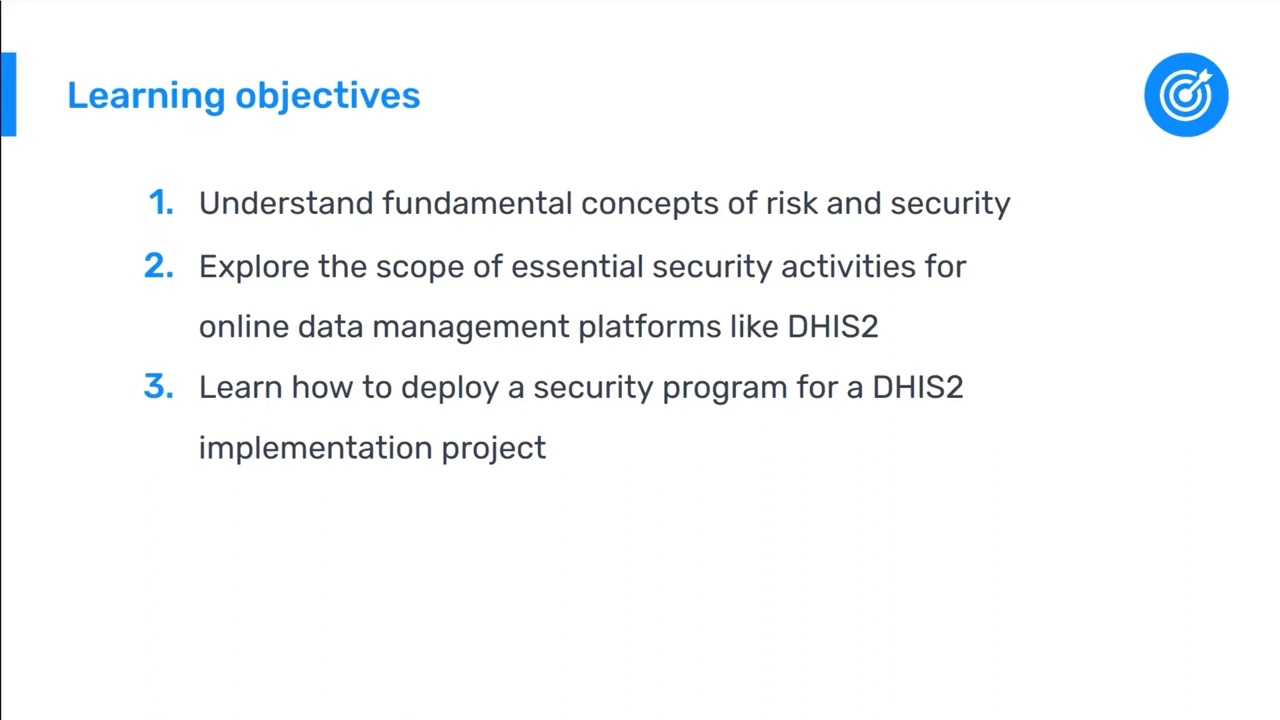 Learning objectives
1. Understand fundamental concepts of risk and security
2. Explore the scope of essential security activities for
online data management platforms like DHIS2
3. Learn how to deploy a security program for a DHIS2
implementation project